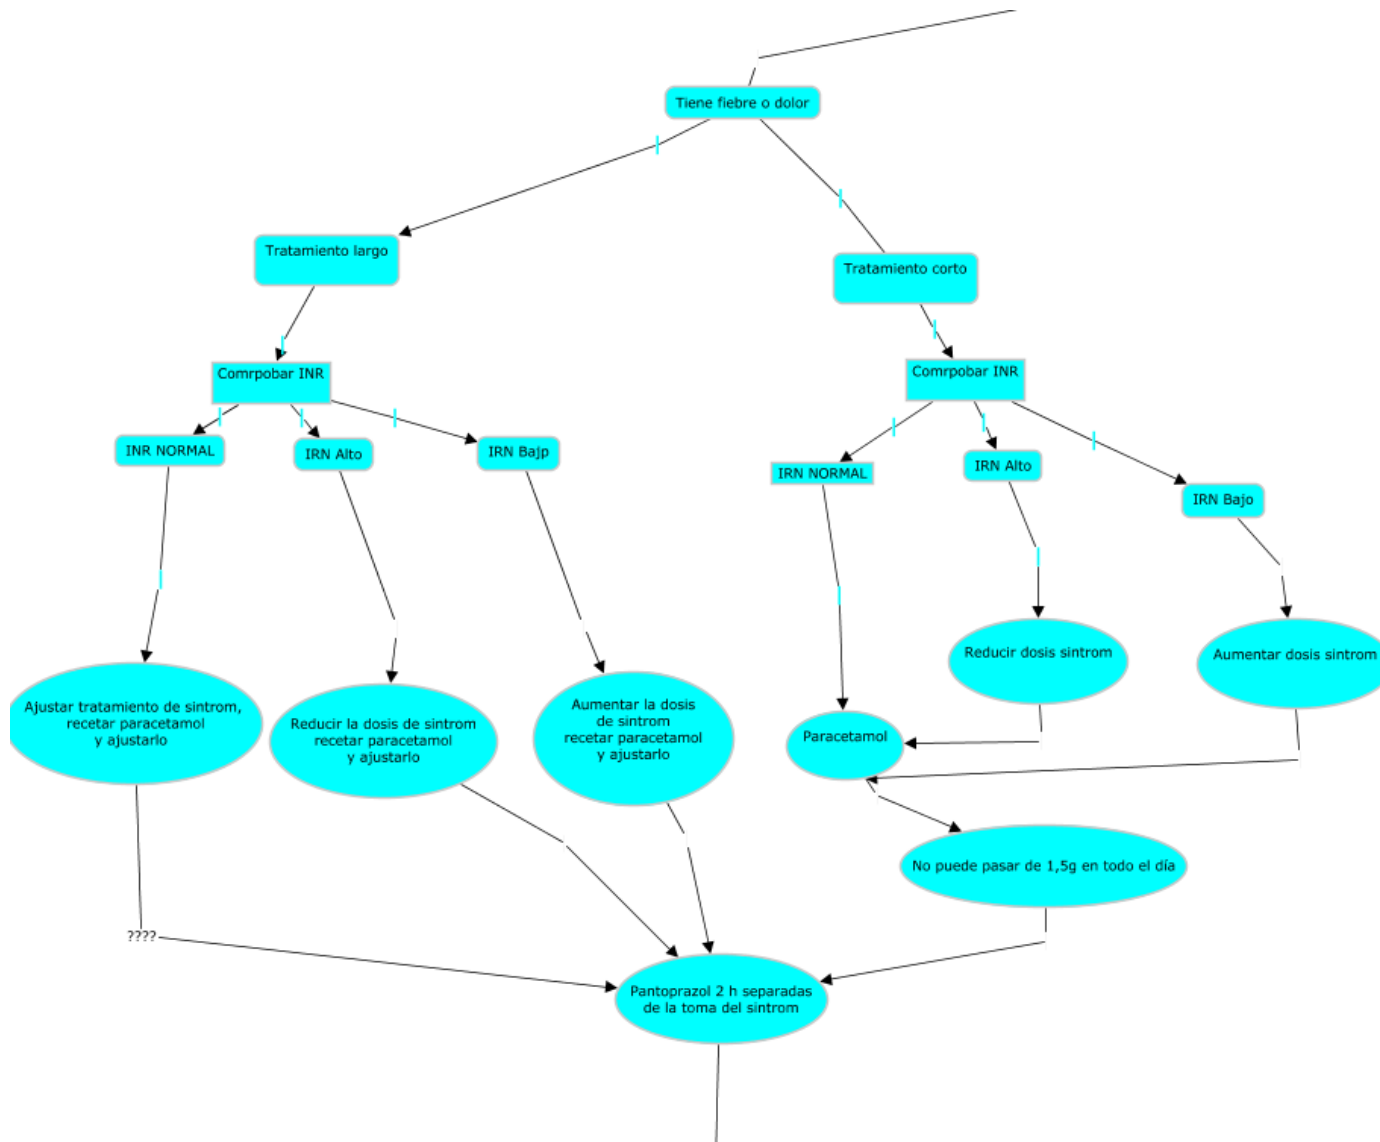 Tiene fiebre o dolor
Tratamiento largo
Tratamiento corto
Comrpobar INR
Comrpobar INR
INR NORMAL
IRN Alto
IRN Bajp
IRN NORMAL
IRN Alto
IRN Bajo
Ajustar tratamiento de sintrom,
recetar paracetamol
y ajustarlo
Reducir la dosis de sintrom
recetar paracetamol
y ajustarlo
Aumentar la dosis
de sintrom
recetar paracetamol
y ajustarlo
Reducir dosis sintrom
Aumentar dosis sintrom
Paracetamol
No puede pasar de 1,5g en todo el día
????
Pantoprazol 2 h separadas
de la toma del sintrom